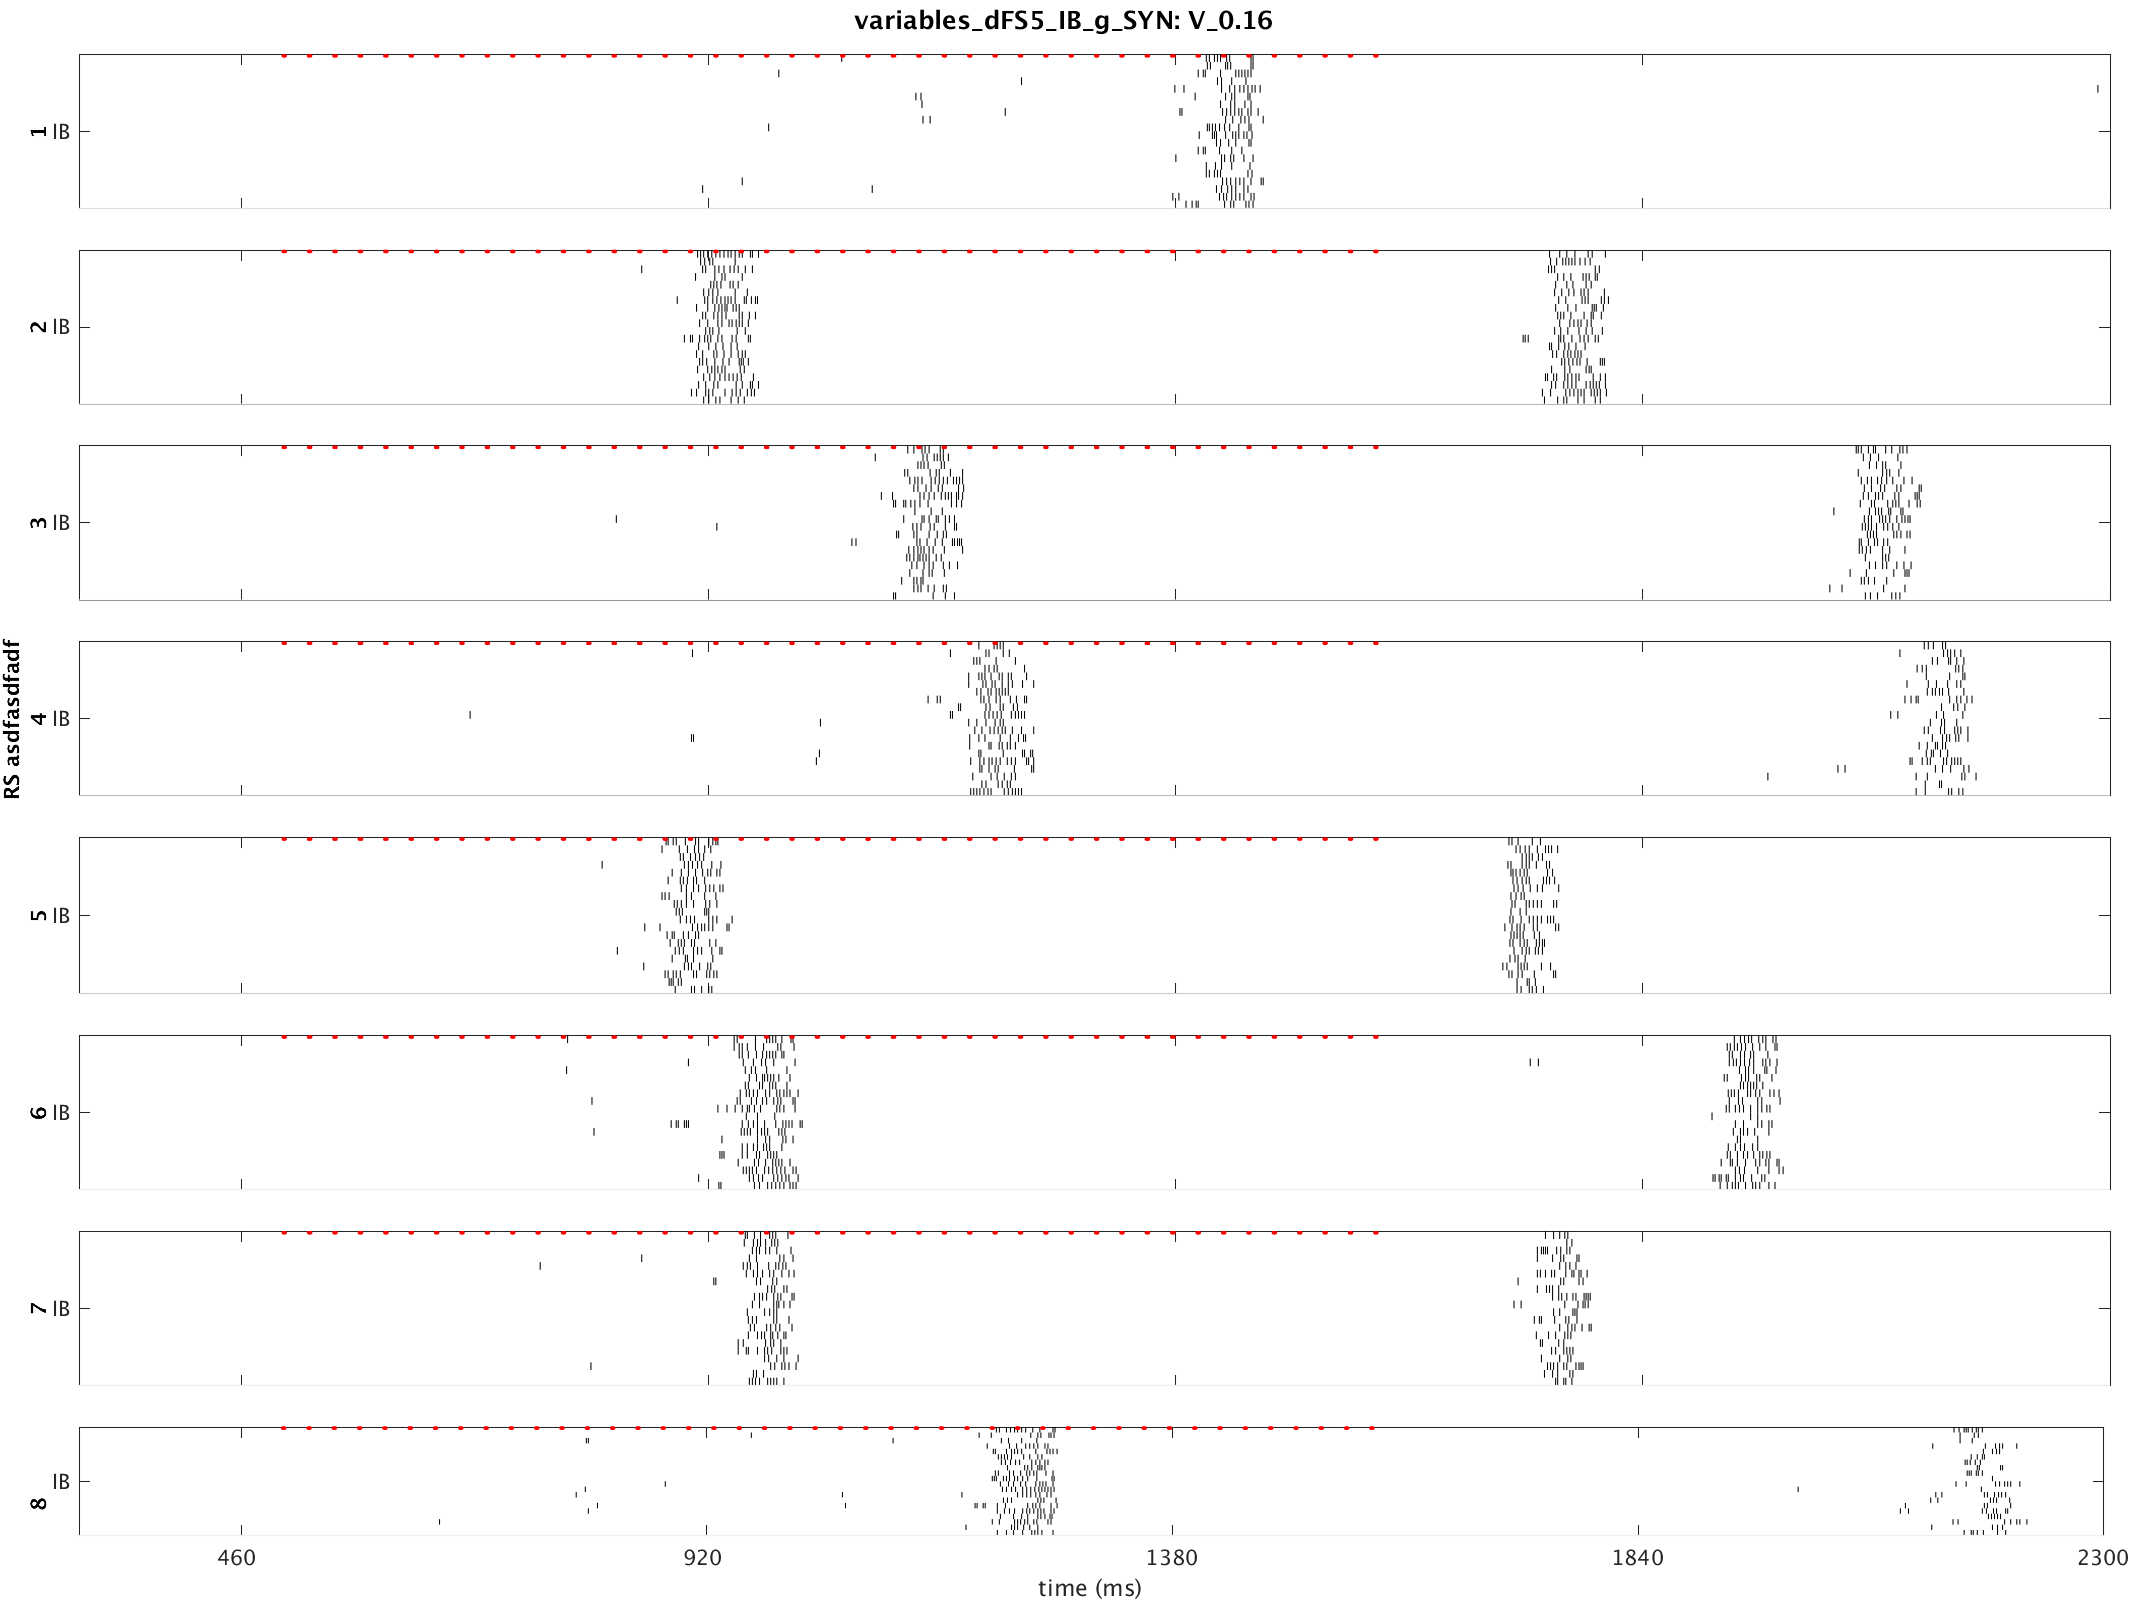 variables_dFS5_IB_g_SYN: V_0.16
1 IB
2 IB
3 IB
RS asdfasdfadf
4 IB
5 IB
6 IB
7 IB
8 IB
460 920 1380 1840 2300
time (ms)